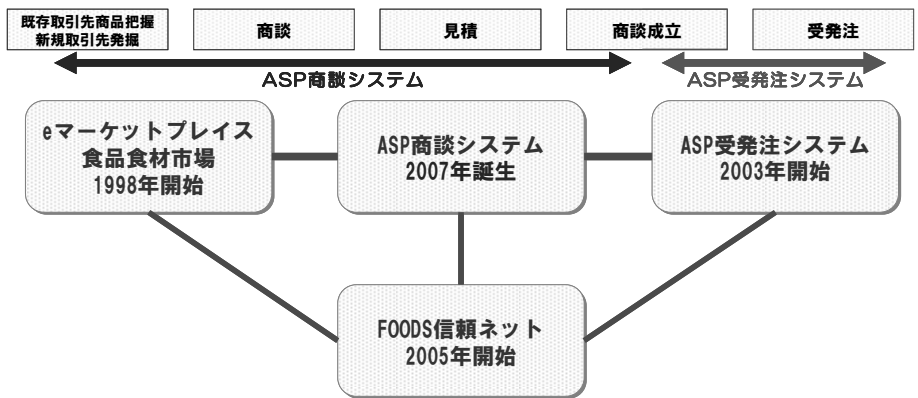 既存取引先商品把握
新規取引先発掘
商談
見積
商談成立
受発注
ASP商談システム
ASP受発注システム
eマーケットプレイス
食品食材市場
1998年開始
ASP商談システム
2007年誕生
ASP受発注システム
2003年開始
FOODS信頼ネット
2005年開始